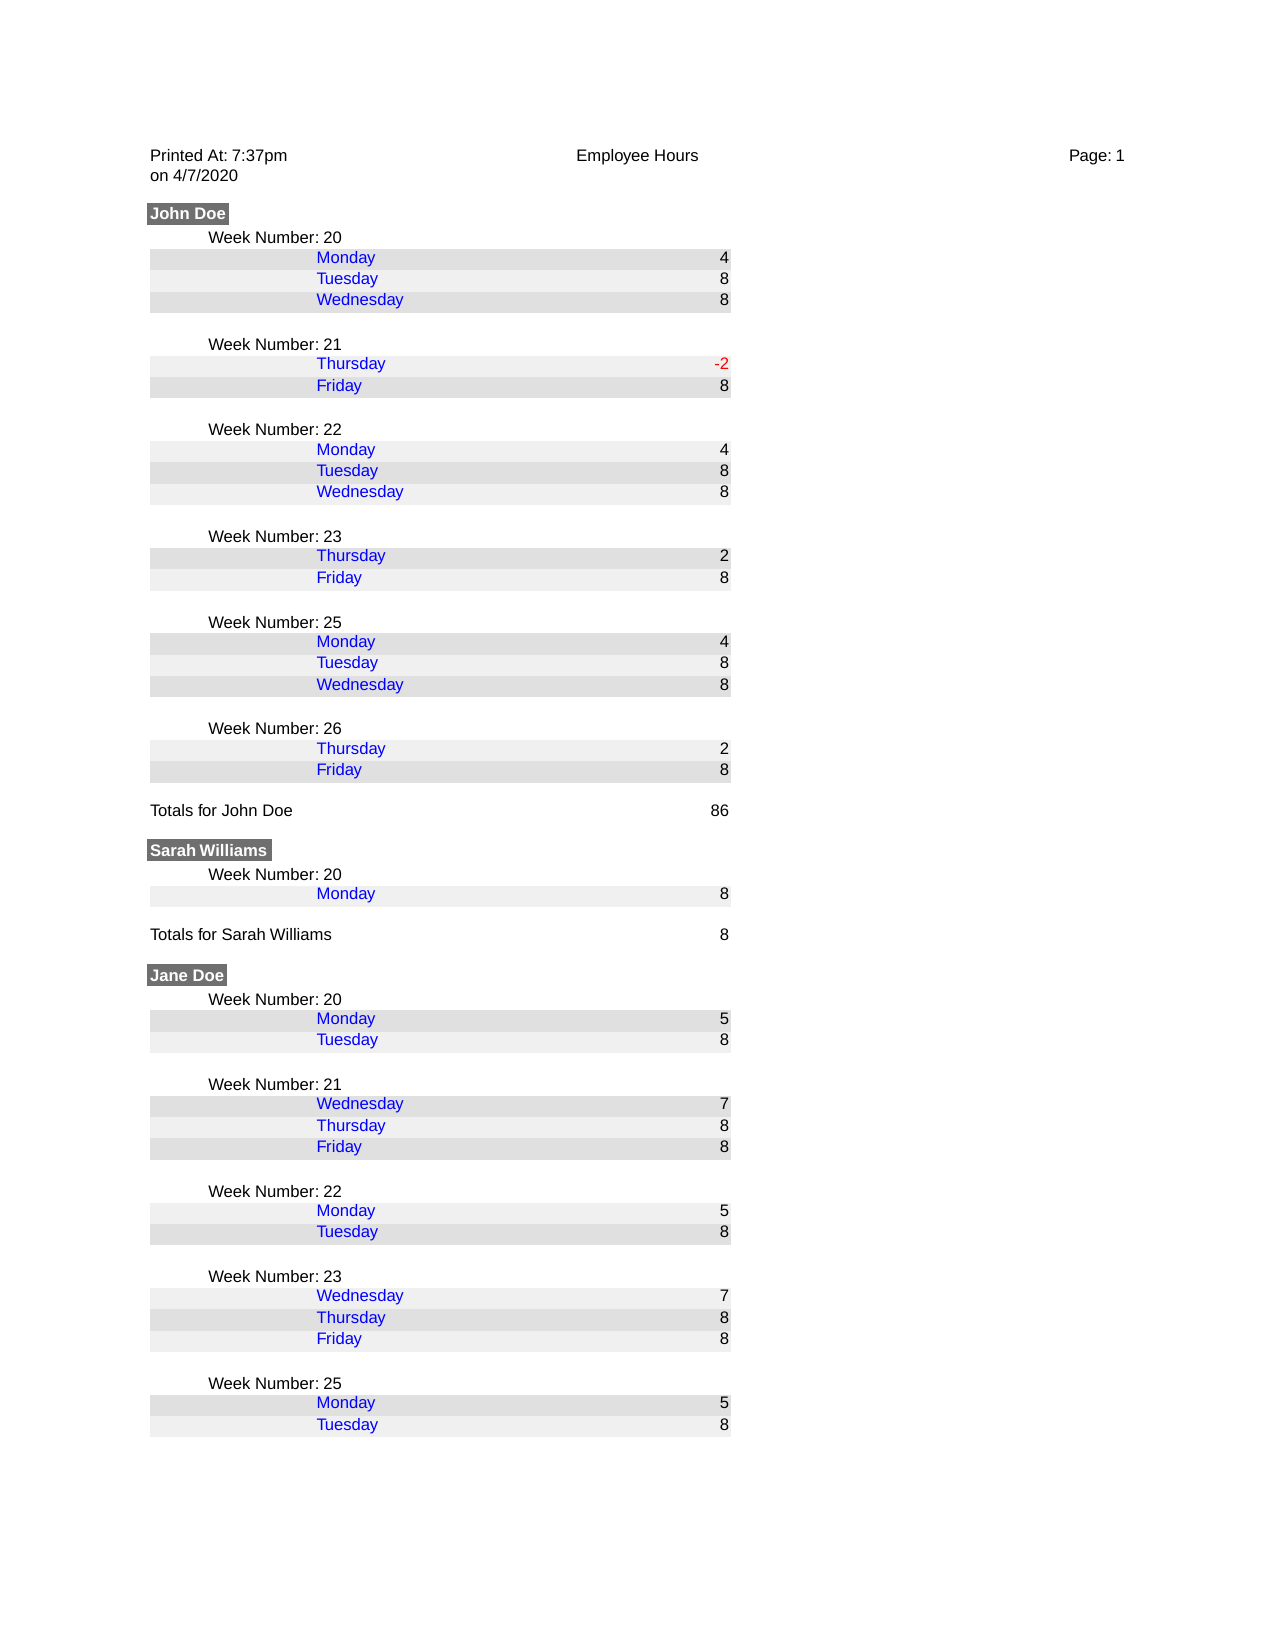 Printed At: 7:37pm
on 4/7/2020
Employee Hours
Page: 1
John Doe
Week Number: 20
Monday 4
Tuesday 8
Wednesday 8
Week Number: 21
Thursday -2
Friday 8
Week Number: 22
Monday 4
Tuesday 8
Wednesday 8
Week Number: 23
Thursday 2
Friday 8
Week Number: 25
Monday 4
Tuesday 8
Wednesday 8
Week Number: 26
Thursday 2
Friday 8
Totals for John Doe 86
Sarah Williams
Week Number: 20
Monday 8
Totals for Sarah Williams 8
Jane Doe
Week Number: 20
Monday 5
Tuesday 8
Week Number: 21
Wednesday 7
Thursday 8
Friday 8
Week Number: 22
Monday 5
Tuesday 8
Week Number: 23
Wednesday 7
Thursday 8
Friday 8
Week Number: 25
Monday 5
Tuesday 8